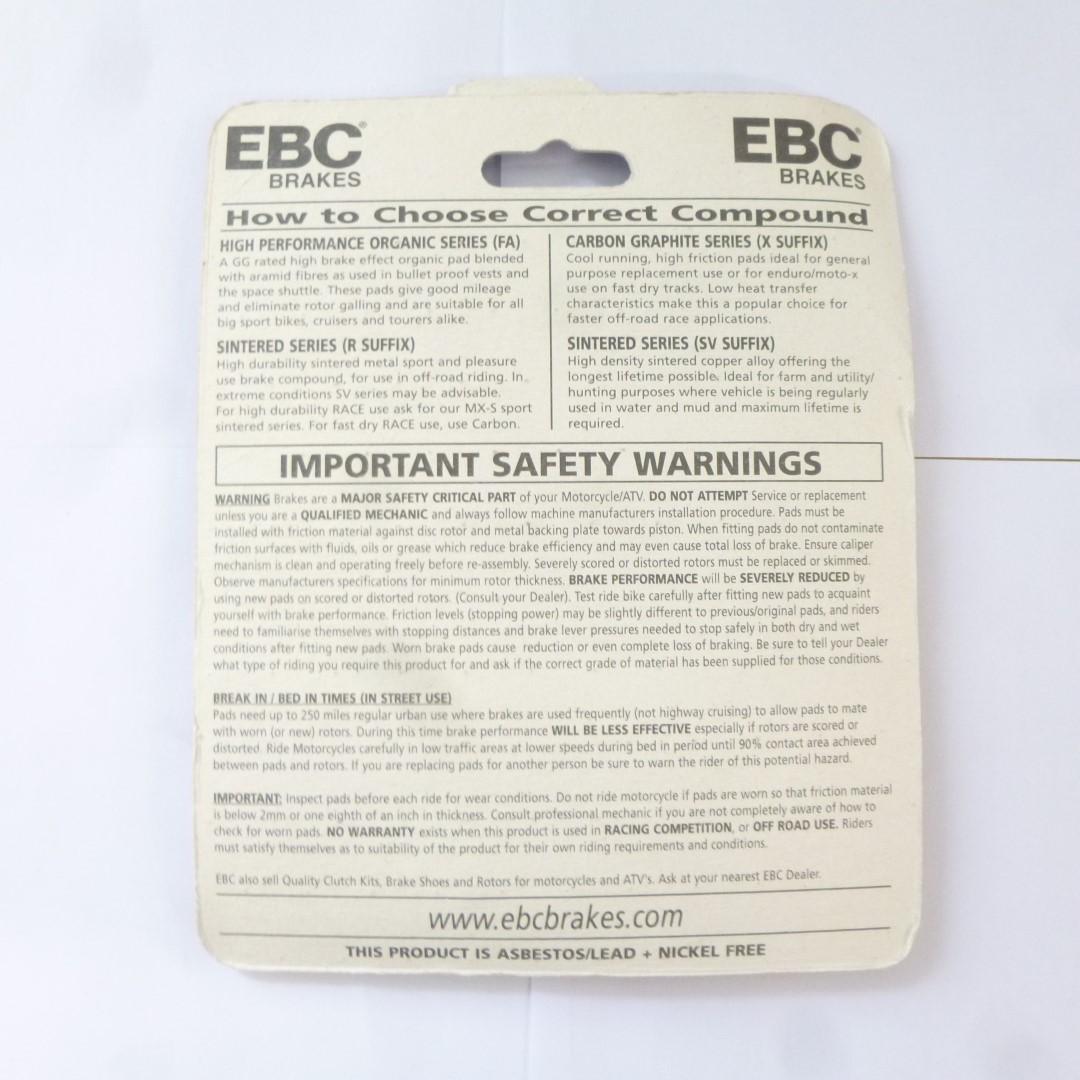 EBC®
BRAKES
EBC®
BRAKES
How to Choose Correct Compound
HIGH PERFORMANCE ORGANIC SERIES (FA)
A GG rated high brake effect organic pad blended
with aramid fibres as used in bullet proof vests and
the space shuttle. These pads give good mileage
and eliminate rotor galling and are suitable for all
big sport bikes, cruisers and tourers alike.
SINTERED SERIES (R SUFFIX)
High durability sintered metal sport and pleasure
use brake compound, for use in off-road riding. In
extreme conditions SV series may be advisable.
For high durability RACE use ask for our MX-S sport
sintered series. For fast dry RACE use, use Carbon.
CARBON GRAPHITE SERIES (X SUFFIX)
Cool running, high friction pads ideal for general
purpose replacement use or for enduro/moto-x
use on fast dry tracks. Low heat transfer
characteristics make this a popular choice for
faster off-road race applications.
SINTERED SERIES (SV SUFFIX)
High density sintered copper alloy offering the
longest lifetime possible. Ideal for farm and utility/
hunting purposes where vehicle is being regularly
used in water and mud and maximum lifetime is
required.
IMPORTANT SAFETY WARNINGS
WARNING Brakes are a MAJOR SAFETY CRITICAL PART of your Motorcycle/ATV. DO NOT ATTEMPT Service or replacement
unless you are a QUALIFIED MECHANIC and always follow machine manufacturers installation procedure. Pads must be
installed with friction material against disc rotor and metal backing plate towards piston. When fitting pads do not contaminate
friction surfaces with fluids, oils or grease which reduce brake efficiency and may even cause total loss of brake. Ensure caliper
mechanism is clean and operating freely before re-assembly. Severely scored or distorted rotors must be replaced or skimmed.
Observe manufacturers specifications for minimum rotor thickness. BRAKE PERFORMANCE will be SEVERELY REDUCED by
using new pads on scored or distorted rotors. (Consult your Dealer). Test ride bike carefully after fitting new pads to acquaint
yourself with brake performance. Friction levels (stopping power) may be slightly different to previous/original pads, and riders
need to familiarise themselves with stopping distances and brake lever pressures needed to stop safely in both dry and wet
conditions after fitting new pads. Worn brake pads cause reduction or even complete loss of braking. Be sure to tell your Dealer
what type of riding you require this product for and ask if the correct grade of material has been supplied for those conditions.
BREAK IN / BED IN TIMES (IN STREET USE)
Pads need up to 250 miles regular urban use where brakes are used frequently (not highway cruising) to allow pads to mate
with worn (or new) rotors. During this time brake performance WILL BE LESS EFFECTIVE especially if rotors are scored or
distorted. Ride Motorcycles carefully in low traffic areas at lower speeds during bed in period until 90% contact area achieved
between pads and rotors. If you are replacing pads for another person be sure to warn the rider of this potential hazard.
IMPORTANT: Inspect pads before each ride for wear conditions. Do not ride motorcycle if pads are worn so that friction material
is below 2mm or one eighth of an inch in thickness. Consult professional mechanic if you are not completely aware of how to
check for worn pads. NO WARRANTY exists when this product is used in RACING COMPETITION, or OFF ROAD USE. Riders
must satisfy themselves as to suitability of the product for their own riding requirements and conditions.
EBC also sell Quality Clutch Kits, Brake Shoes and Rotors for motorcycles and ATV's. Ask at your nearest EBC Dealer.
www.ebcbrakes.com
THIS PRODUCT IS ASBESTOS/LEAD + NICKEL FREE